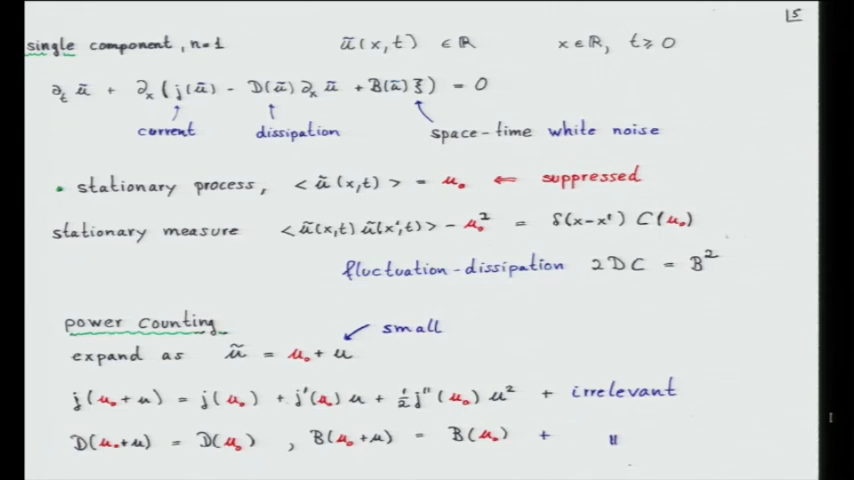 5
single component, n=1 ũ(x,t) ∈ ℝ x∈ℝ, t⩾0
∂ₜ ũ + ∂ₓ (j(ũ) - D(ũ)∂ₓ ũ + B(ũ)ξ) = 0
current dissipation space-time white noise
• stationary process, <ũ(x,t)> = u₀ ⇐ suppressed
stationary measure <ũ(x,t)ũ(x',t)> - u₀² = δ(x-x') C(u₀)
fluctuation-dissipation 2DC = B²
power counting
small
expand as ũ = u₀ + u
j(u₀+u) = j(u₀) + j'(u₀)u + ½j''(u₀)u² + irrelevant
D(u₀+u) = D(u₀) , B(u₀+u) = B(u₀) + "